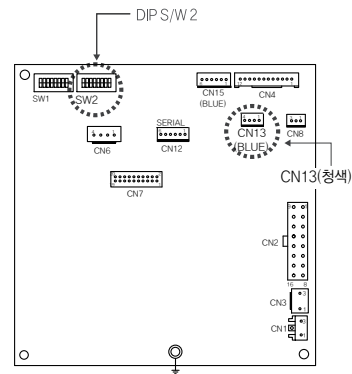 DIP S/W 2
SW1
SW2
CN15
(BLUE)
CN4
CN6
SERIAL
CN12
CN13
(BLUE)
CN8
CN13(청색)
CN7
CN2
16 8
CN3
CN1